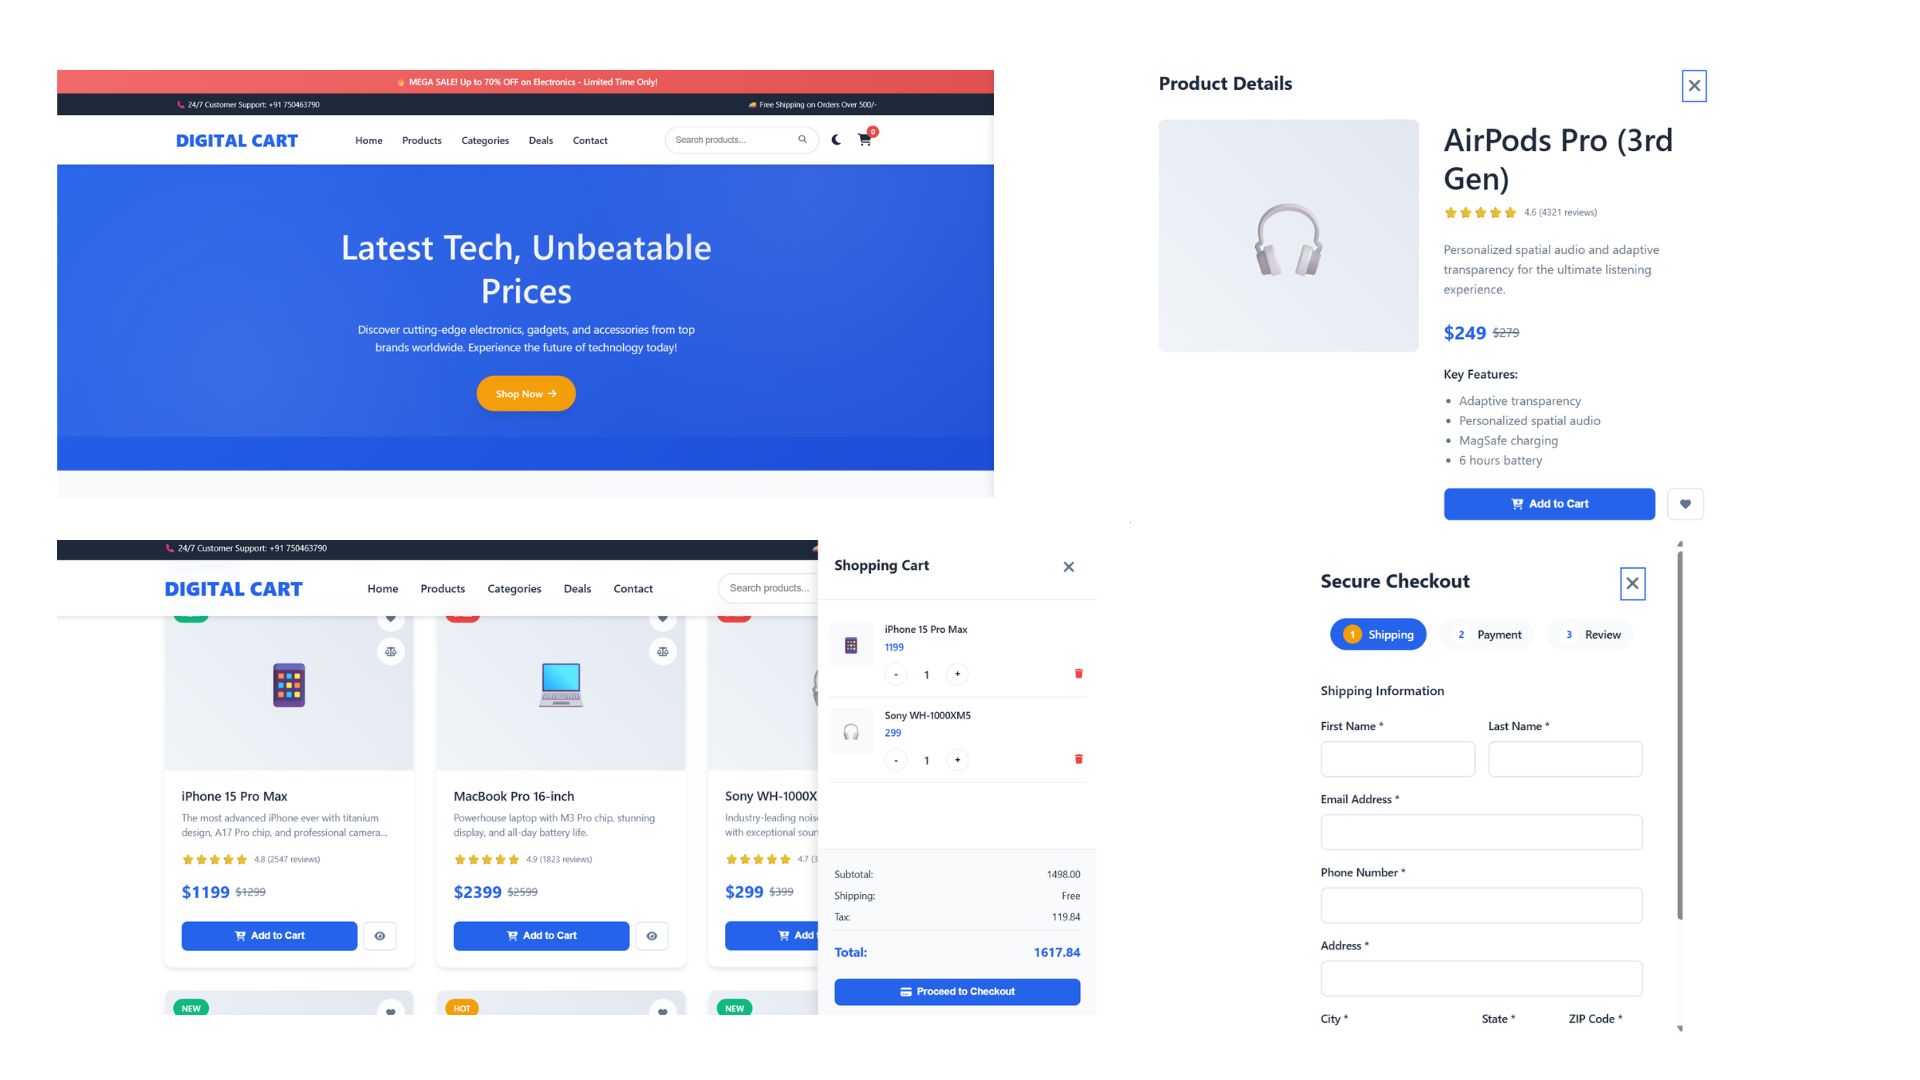 MEGA SALE! Up to 70% OFF on Electronics - Limited Time Only!
24/7 Customer Support: +91 750463790
Free Shipping on Orders Over 500/-
DIGITAL CART
Home
Products
Categories
Deals
Contact
Search products...
0
Latest Tech, Unbeatable
Prices
Discover cutting-edge electronics, gadgets, and accessories from top
brands worldwide. Experience the future of technology today!
Shop Now
Product Details
AirPods Pro (3rd
Gen)
4.6 (4321 reviews)
Personalized spatial audio and adaptive
transparency for the ultimate listening
experience.
$249 $279
Key Features:
• Adaptive transparency
• Personalized spatial audio
• MagSafe charging
• 6 hours battery
Add to Cart
24/7 Customer Support: +91 750463790
DIGITAL CART
Home
Products
Categories
Deals
Contact
Search products...
iPhone 15 Pro Max
The most advanced iPhone ever with titanium
design, A17 Pro chip, and professional camera...
4.8 (2547 reviews)
$1199 $1299
Add to Cart
MacBook Pro 16-inch
Powerhouse laptop with M3 Pro chip, stunning
display, and all-day battery life.
4.9 (1823 reviews)
$2399 $2599
Add to Cart
Sony WH-1000X
Industry-leading
with exceptional
4.7
$299 $399
Add
NEW
HOT
NEW
Shopping Cart
iPhone 15 Pro Max
1199
- 1 +
Sony WH-1000XM5
299
- 1 +
Subtotal: 1498.00
Shipping: Free
Tax: 119.84
Total: 1617.84
Proceed to Checkout
Secure Checkout
1 Shipping
2 Payment
3 Review
Shipping Information
First Name *
Last Name *
Email Address *
Phone Number *
Address *
City *
State *
ZIP Code *